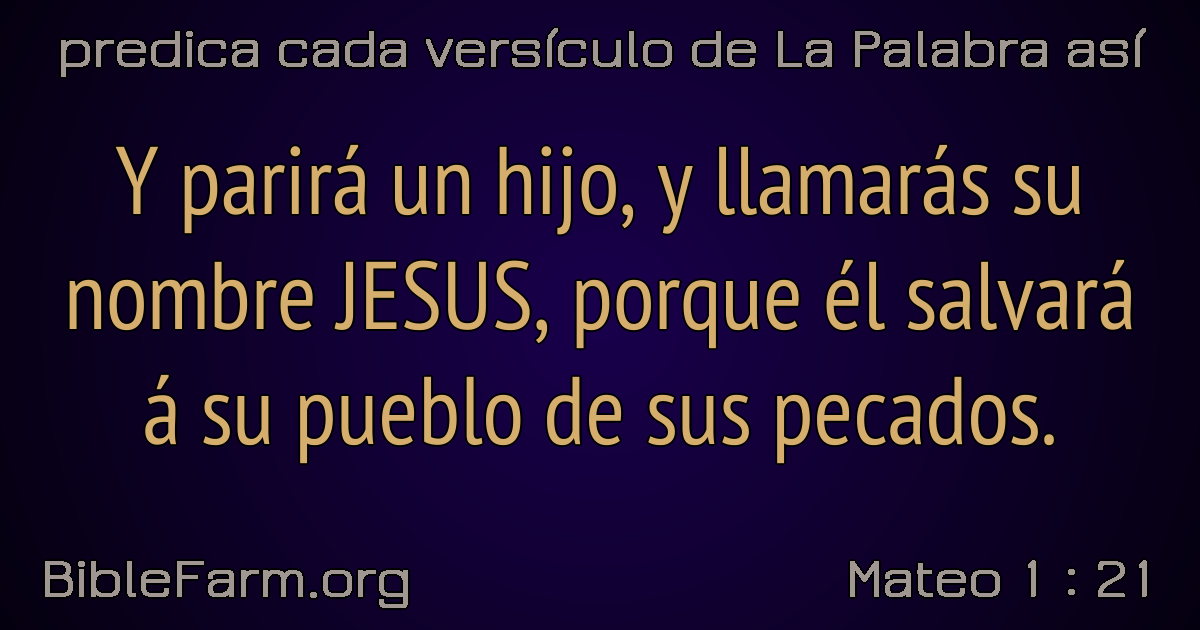 predica cada versículo de La Palabra así
Y parirá un hijo, y llamarás su
nombre JESUS, porque él salvará
á su pueblo de sus pecados.
BibleFarm.org
Mateo 1 : 21